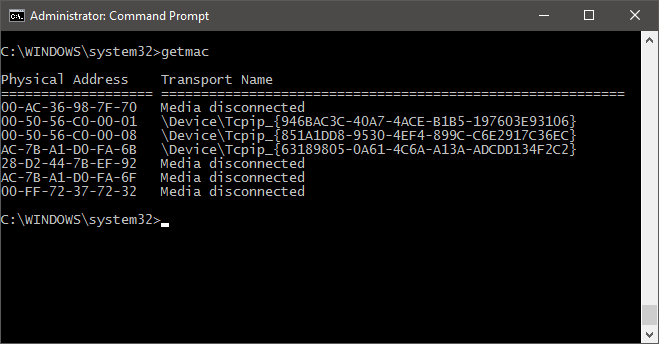 Administrator: Command Prompt
C:\WINDOWS\system32>getmac
Physical Address    Transport Name
=================== ==========================================================
00-AC-36-98-7F-70   Media disconnected
00-50-56-C0-00-01   \Device\Tcpip_{946BAC3C-40A7-4ACE-B1B5-197603E93106}
00-50-56-C0-00-08   \Device\Tcpip_{851A1DD8-9530-4EF4-899C-C6E2917C36EC}
AC-7B-A1-D0-FA-6B   \Device\Tcpip_{63189805-0A61-4C6A-A13A-ADCDD134F2C2}
28-D2-44-7B-EF-92   Media disconnected
AC-7B-A1-D0-FA-6F   Media disconnected
00-FF-72-37-72-32   Media disconnected
C:\WINDOWS\system32>